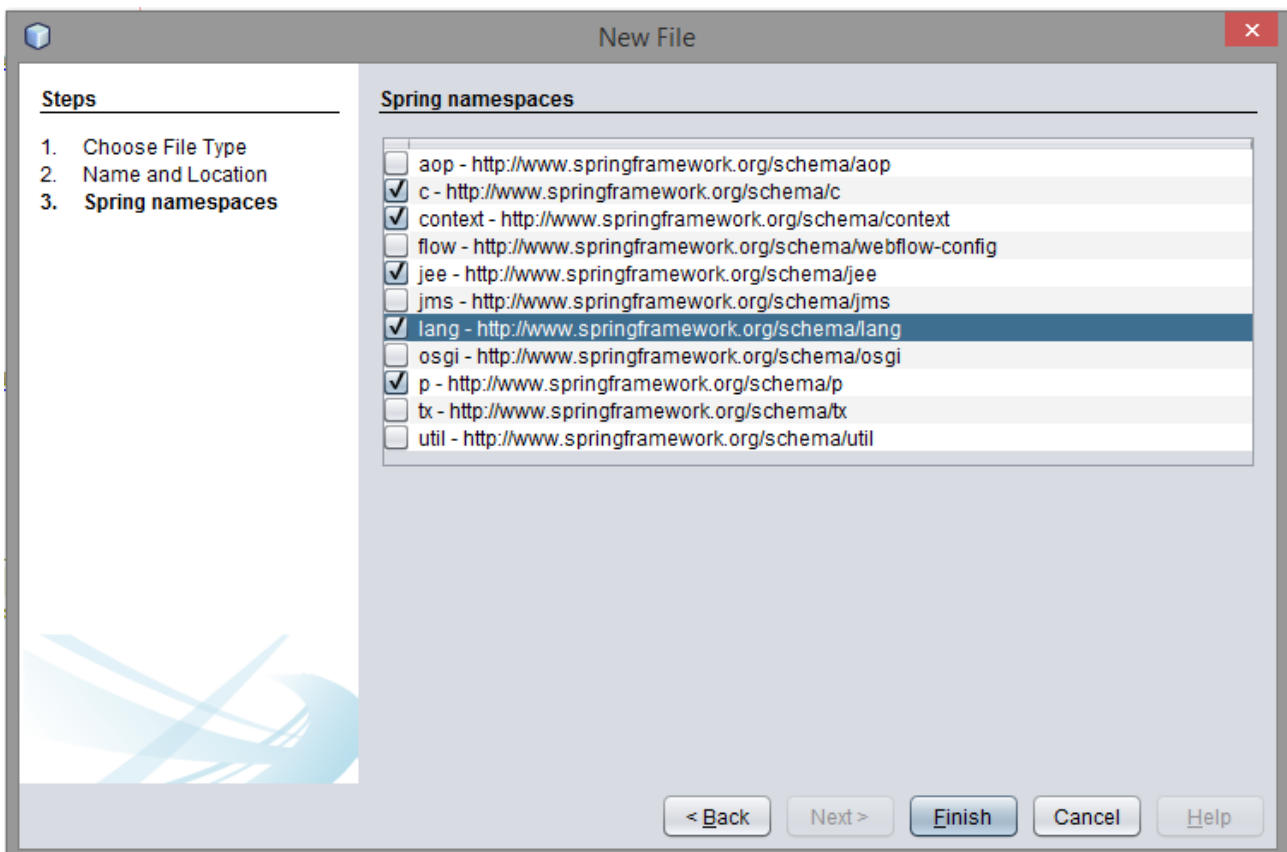 New File
Steps
1. Choose File Type
2. Name and Location
3. Spring namespaces
Spring namespaces
aop - http://www.springframework.org/schema/aop
c - http://www.springframework.org/schema/c
context - http://www.springframework.org/schema/context
flow - http://www.springframework.org/schema/webflow-config
jee - http://www.springframework.org/schema/jee
jms - http://www.springframework.org/schema/jms
lang - http://www.springframework.org/schema/lang
osgi - http://www.springframework.org/schema/osgi
p - http://www.springframework.org/schema/p
tx - http://www.springframework.org/schema/tx
util - http://www.springframework.org/schema/util
< Back Next > Finish Cancel Help